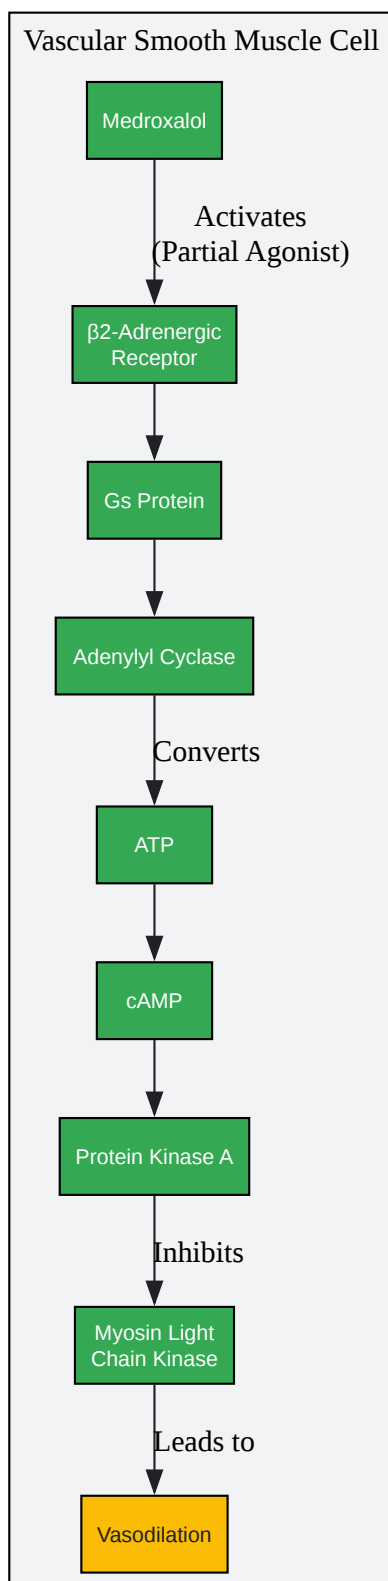 Vascular Smooth Muscle Cell
Medroxalol
Activates
(Partial Agonist)
β2-Adrenergic
Receptor
Gs Protein
Adenylyl Cyclase
Converts
ATP
cAMP
Protein Kinase A
Inhibits
Myosin Light
Chain Kinase
Leads to
Vasodilation